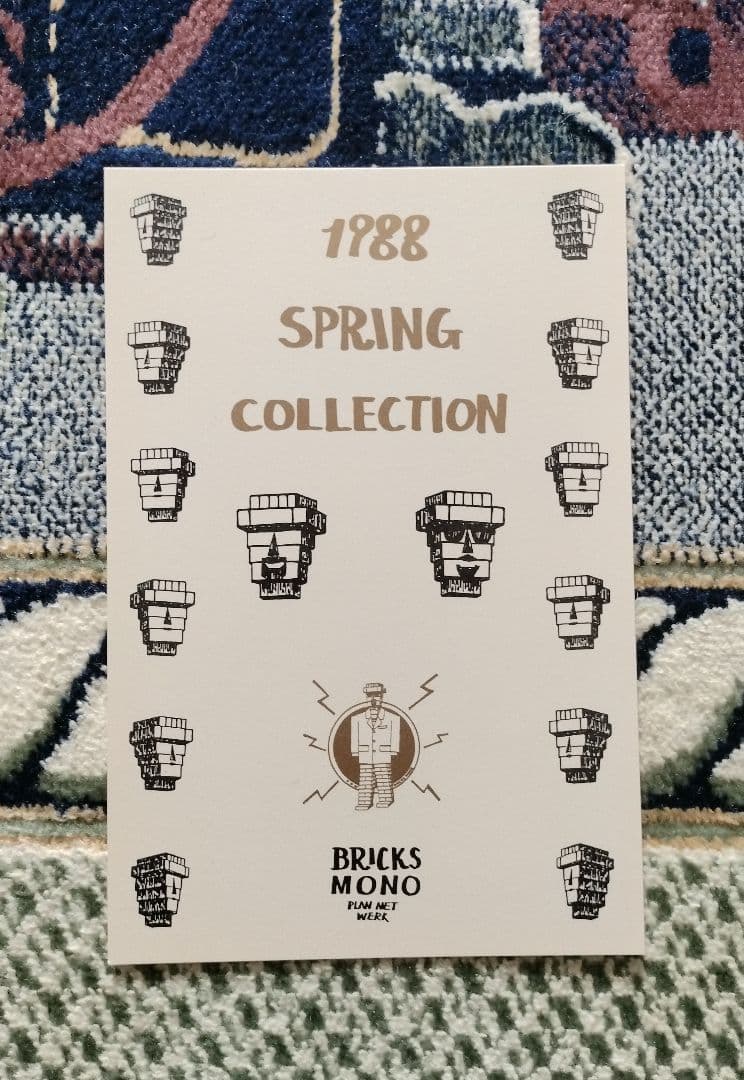 1988
SPRING
COLLECTION
BRICKS
MONO
PLAN NET
WERK